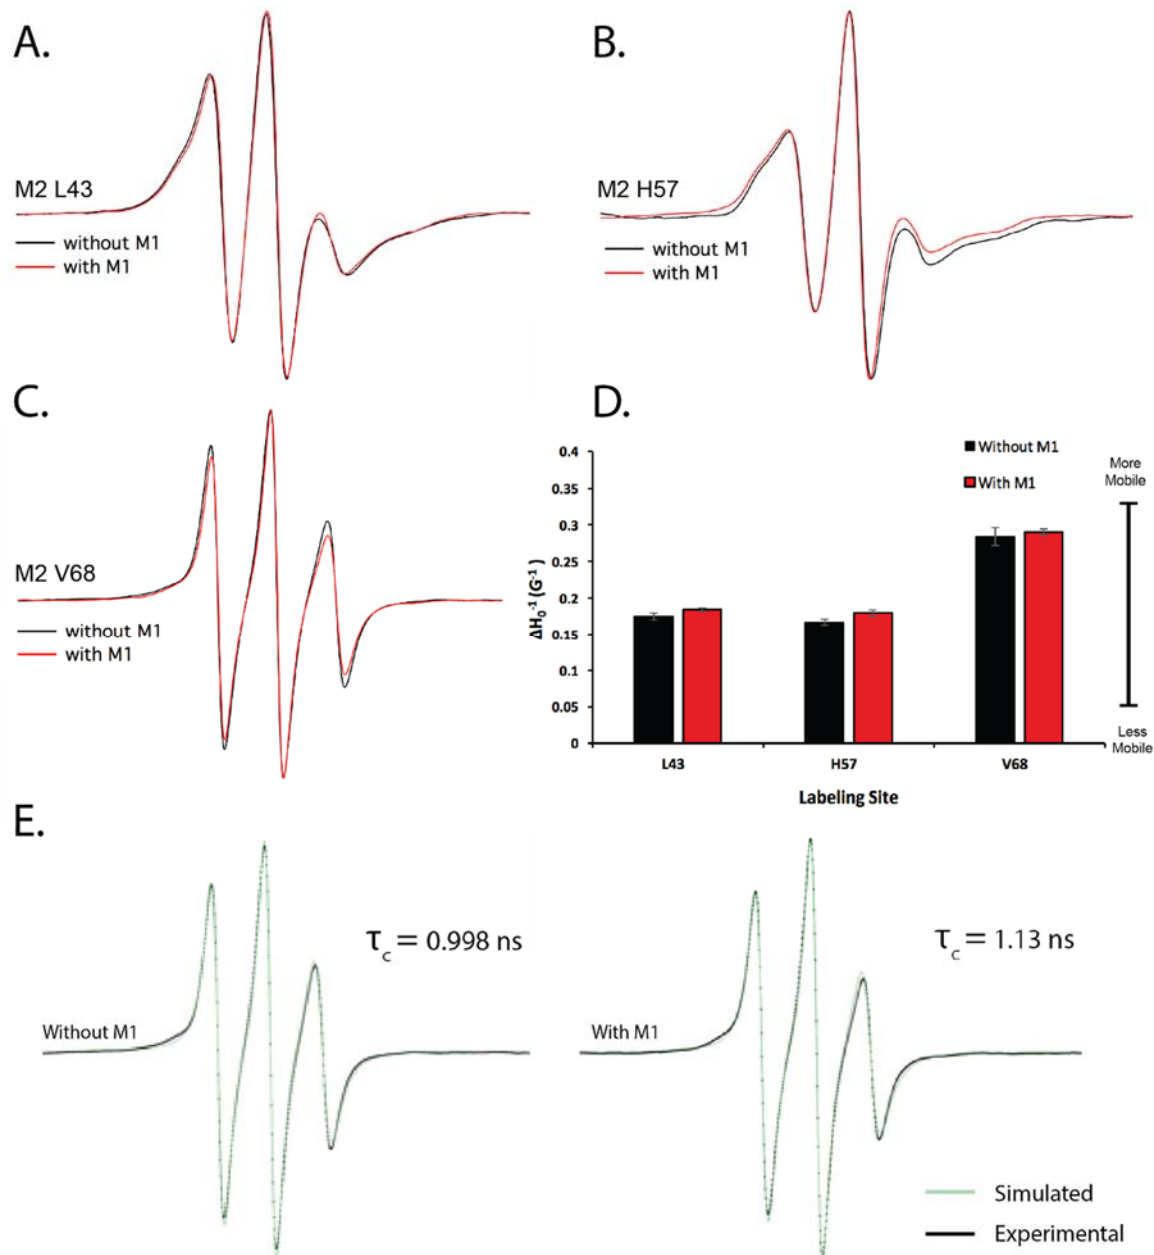 A.
M2 L43
without M1
with M1
B.
M2 H57
without M1
with M1
C.
M2 V68
without M1
with M1
D.
Without M1
With M1
More
Mobile
Less
Mobile
0.4
0.35
0.3
0.25
0.2
0.15
0.1
0.05
0
ΔH₀⁻¹ (G⁻¹)
L43
H57
V68
Labeling Site
E.
τc = 0.998 ns
Without M1
τc = 1.13 ns
With M1
Simulated
Experimental